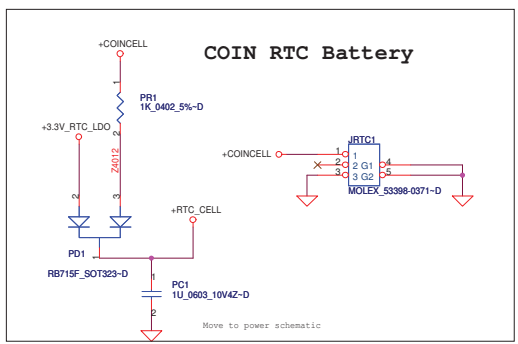 +COINCELL
COIN RTC Battery
1
PR1
1K_0402_5%~D
2
+3.3V_RTC_LDO
Z4012
JRTC1
+COINCELL
1
1
2
2 G1
4
3
3 G2
5
MOLEX_53398-0371~D
2
3
+RTC_CELL
PD1
1
RB715F_SOT323~D
1
PC1
1U_0603_10V4Z~D
2
Move to power schematic